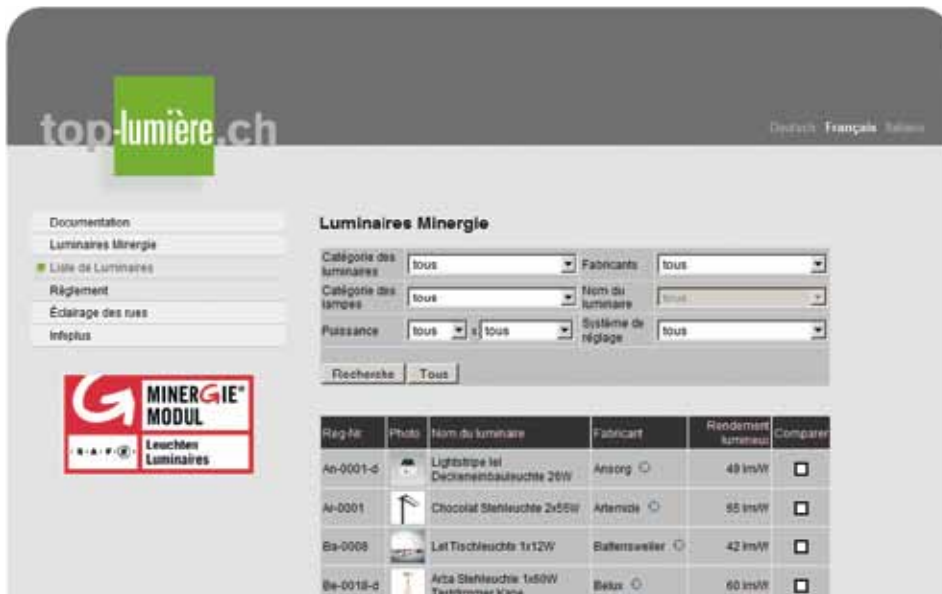 top-lumière.ch
Deutsch Français Italiano
Documentation
Luminaires Minergie
Liste de Luminaires
Règlement
Éclairage des rues
Infoplus
MINERGIE®
MODUL
S.A.F.E.
Leuchten
Luminaires
Luminaires Minergie
Catégorie des luminaires tous Fabricants tous
Catégorie des lampes tous Nom du luminaire tous
Puissance tous x tous Système de réglage tous
Recherche Tous
Reg-Nr Photo Nom du luminaire Fabricant Rendement lumineux Comparer
An-0001-d Lightstripe Deckeneinbauleuchte 26W Ansorg 49 lm/W
Ar-0001 Chocolat Stehleuchte 2x55W Artemide 65 lm/W
Ba-0008 Let Tischleuchte 1x12W Baltensweiler 42 lm/W
Be-0018-d Arba Stehleuchte 1x60W Belux 60 lm/W